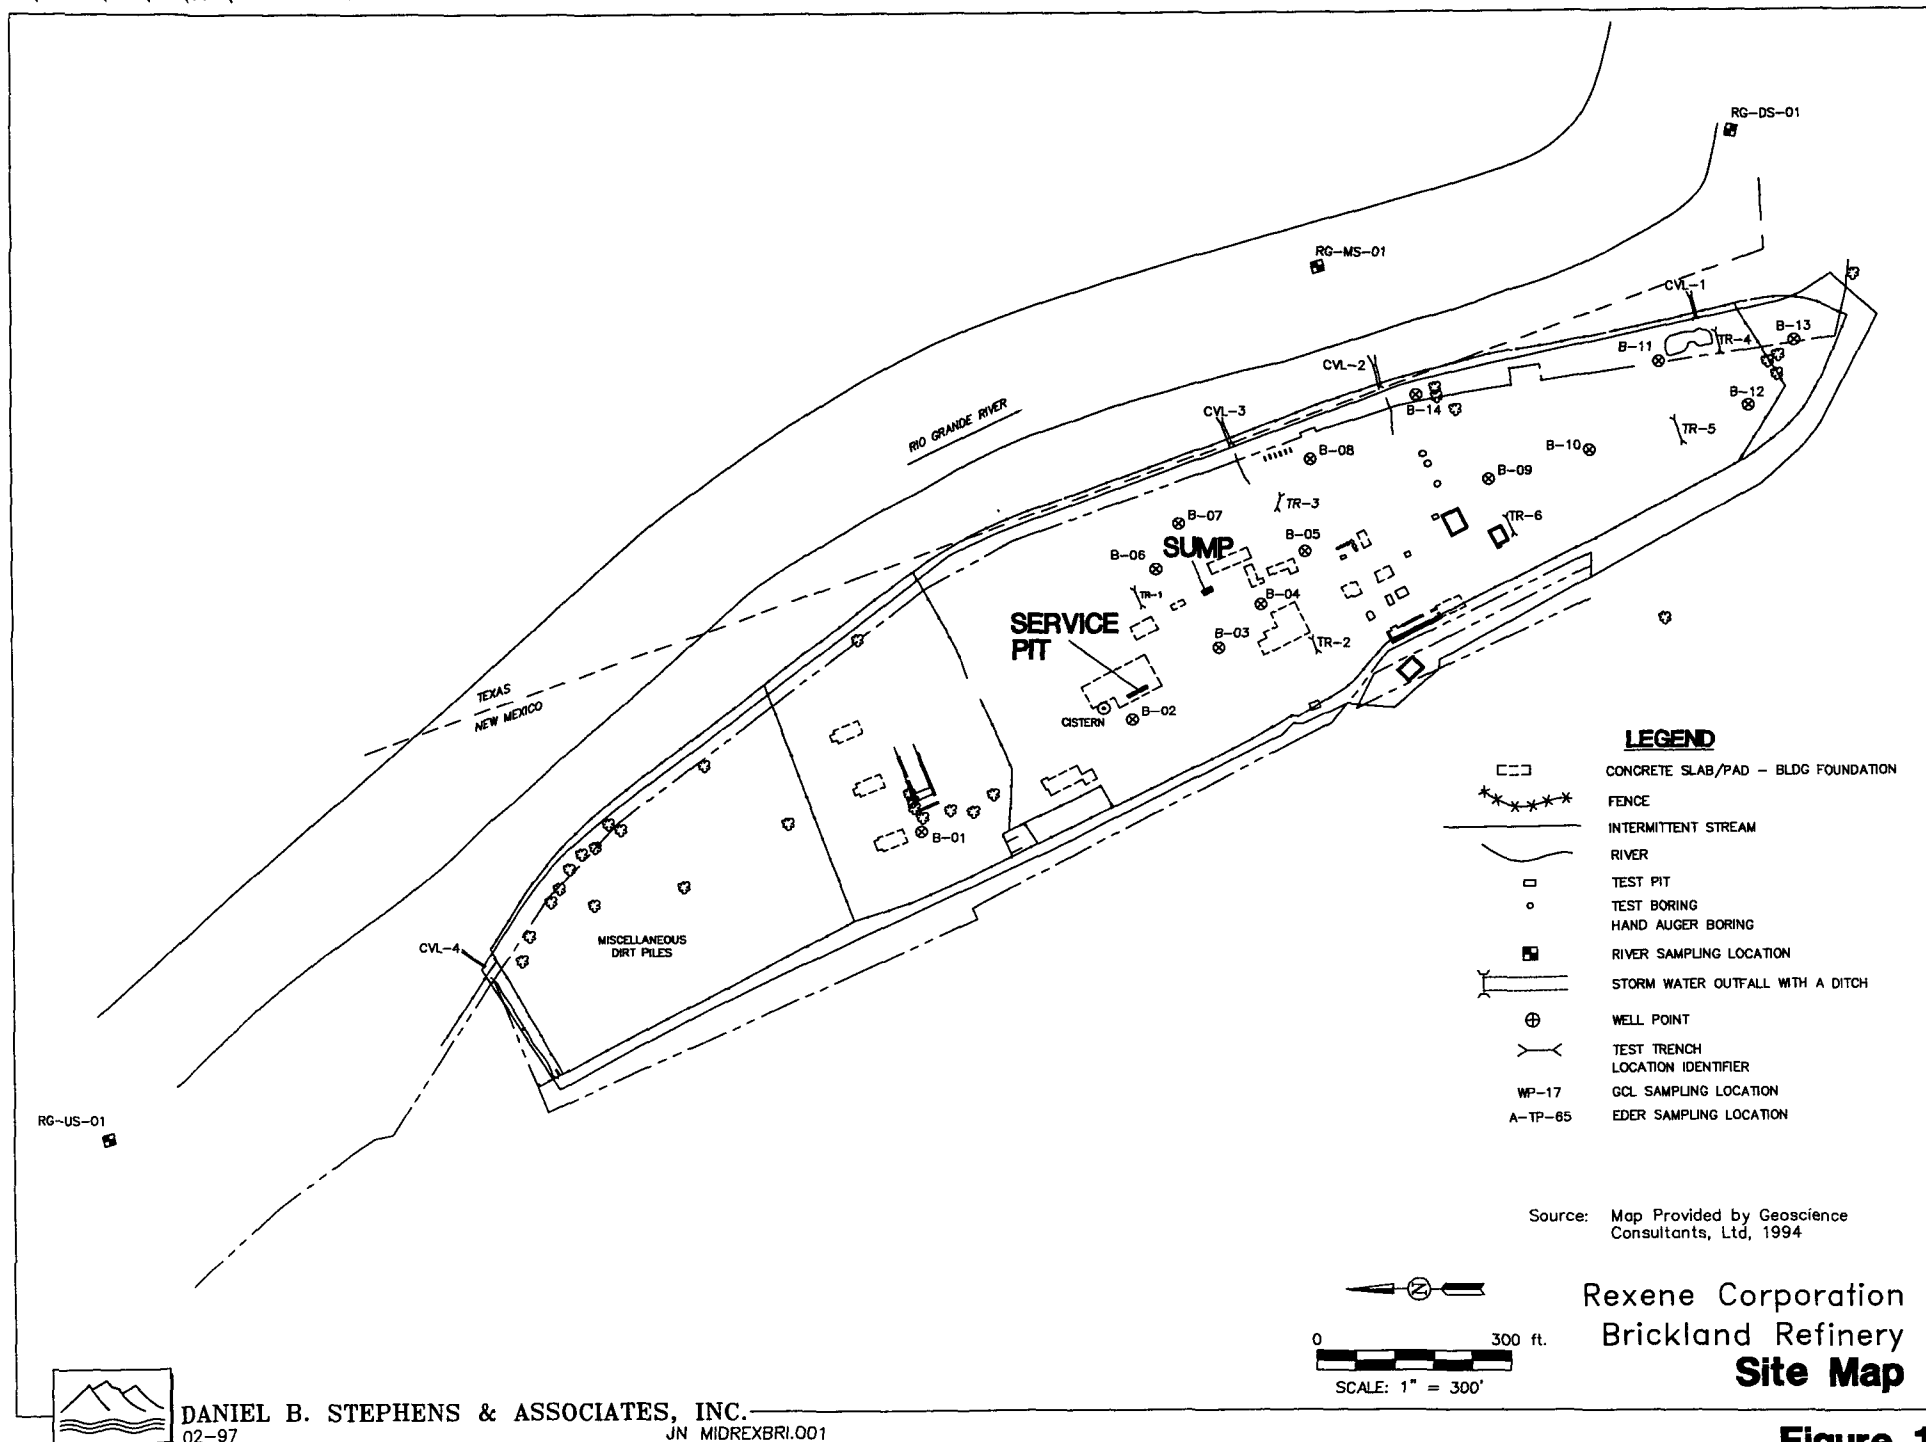 RG-DS-01
RG-MS-01
CVL-1
B-13
TR-4
B-11
CVL-2
B-12
B-14
CVL-3
RIO GRANDE RIVER
TR-5
B-10
B-08
B-09
TR-3
TR-6
B-07
B-05
SUMP
B-06
TR-1
B-04
SERVICE
PIT
B-03
TR-2
TEXAS
NEW MEXICO
CISTERN
B-02
B-01
CVL-4
MISCELLANEOUS
DIRT PILES
RG-US-01
LEGEND
CONCRETE SLAB/PAD - BLDG FOUNDATION
FENCE
INTERMITTENT STREAM
RIVER
TEST PIT
TEST BORING
HAND AUGER BORING
RIVER SAMPLING LOCATION
STORM WATER OUTFALL WITH A DITCH
WELL POINT
TEST TRENCH
LOCATION IDENTIFIER
WP-17 GCL SAMPLING LOCATION
A-TP-65 EDER SAMPLING LOCATION
Source: Map Provided by Geoscience
Consultants, Ltd, 1994
N
0 300 ft.
SCALE: 1" = 300'
Rexene Corporation
Brickland Refinery
Site Map
DANIEL B. STEPHENS & ASSOCIATES, INC.
02-97 JN MIDREXBRI.001
Figure 1